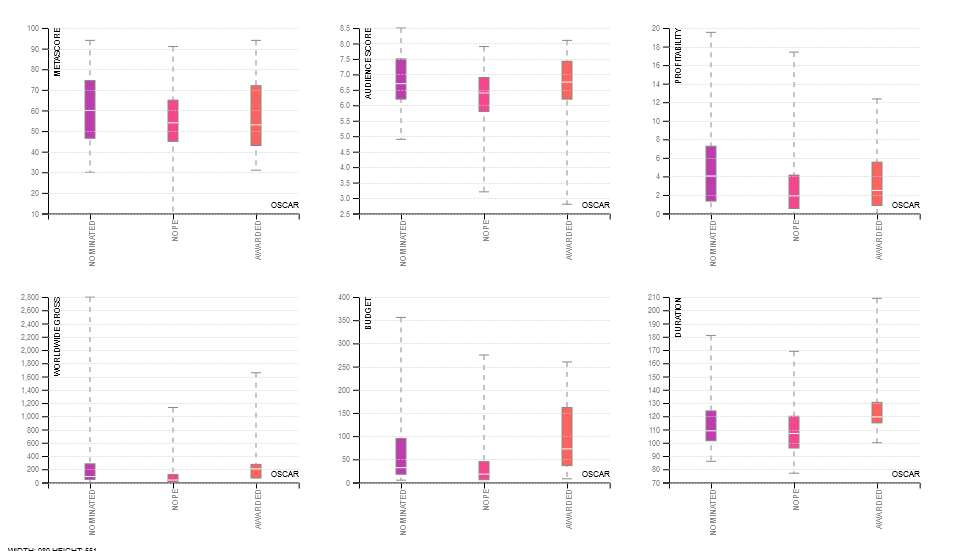 METASCORE
100
90
80
70
60
50
40
30
20
10
OSCAR
NOMINATED
NOPE
AWARDED
AUDIENCE SCORE
8.5
8.0
7.5
7.0
6.5
6.0
5.5
5.0
4.5
4.0
3.5
3.0
2.5
OSCAR
NOMINATED
NOPE
AWARDED
PROFITABILITY
20
18
16
14
12
10
8
6
4
2
0
OSCAR
NOMINATED
NOPE
AWARDED
WORLDWIDE GROSS
2,800
2,600
2,400
2,200
2,000
1,800
1,600
1,400
1,200
1,000
800
600
400
200
0
OSCAR
NOMINATED
NOPE
AWARDED
BUDGET
400
350
300
250
200
150
100
50
0
OSCAR
NOMINATED
NOPE
AWARDED
DURATION
210
200
190
180
170
160
150
140
130
120
110
100
90
80
70
OSCAR
NOMINATED
NOPE
AWARDED
WIDTH: 980 HEIGHT: 551